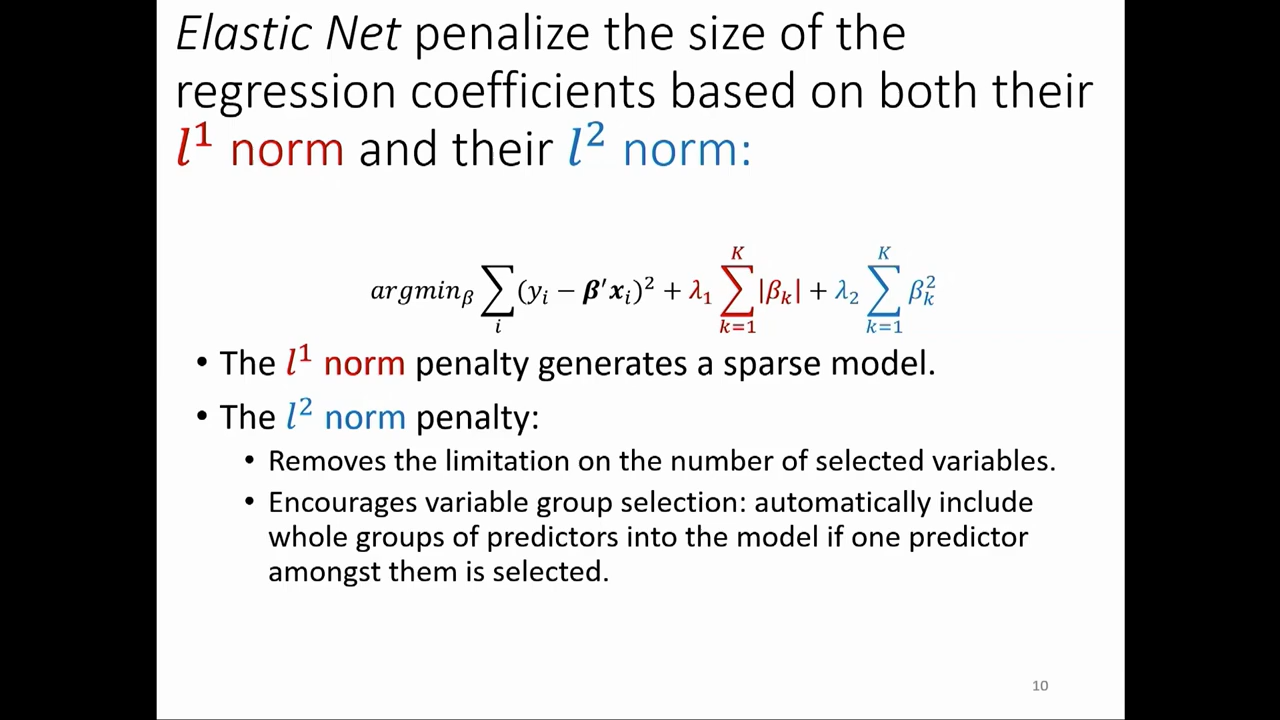 Elastic Net penalize the size of the
regression coefficients based on both their
l¹ norm and their l² norm:
argmin_β ∑_i (y_i − β′x_i)² + λ₁ ∑_{k=1}^{K} |β_k| + λ₂ ∑_{k=1}^{K} β_k²
• The l¹ norm penalty generates a sparse model.
• The l² norm penalty:
• Removes the limitation on the number of selected variables.
• Encourages variable group selection: automatically include
whole groups of predictors into the model if one predictor
amongst them is selected.
10